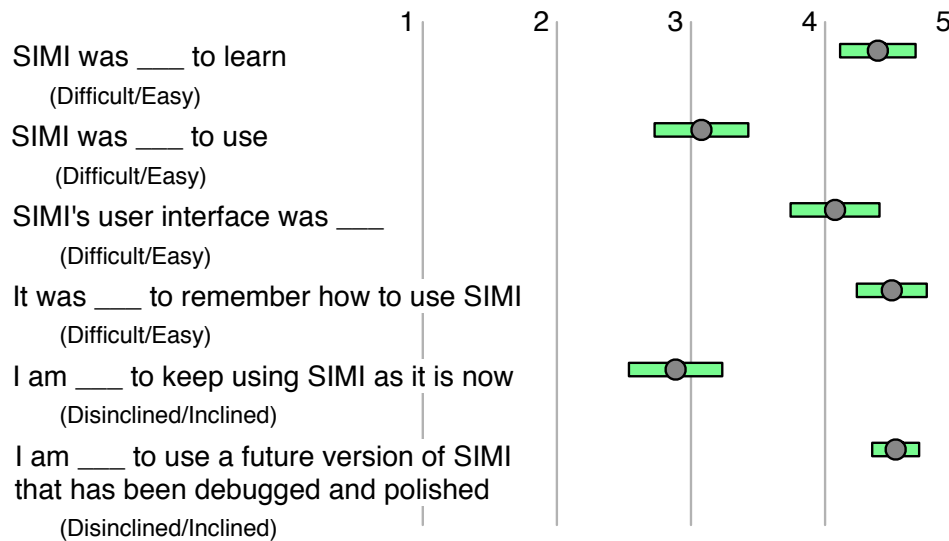 1 2 3 4 5
SIMI was ___ to learn
(Difficult/Easy)
SIMI was ___ to use
(Difficult/Easy)
SIMI's user interface was ___
(Difficult/Easy)
It was ___ to remember how to use SIMI
(Difficult/Easy)
I am ___ to keep using SIMI as it is now
(Disinclined/Inclined)
I am ___ to use a future version of SIMI
that has been debugged and polished
(Disinclined/Inclined)